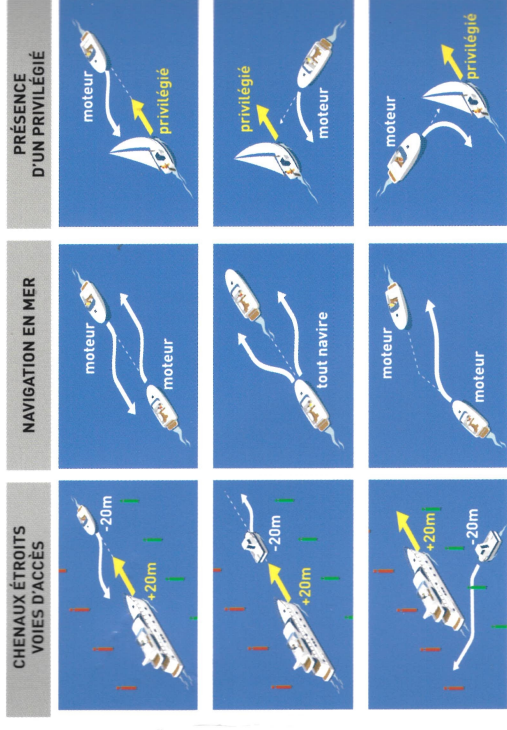 CHENAUX ÉTROITS
VOIES D'ACCÈS
NAVIGATION EN MER
PRÉSENCE
D'UN PRIVILÉGIÉ
-20m
+20m
moteur
moteur
moteur
privilégié
-20m
+20m
tout navire
privilégié
moteur
+20m
-20m
moteur
moteur
moteur
privilégié